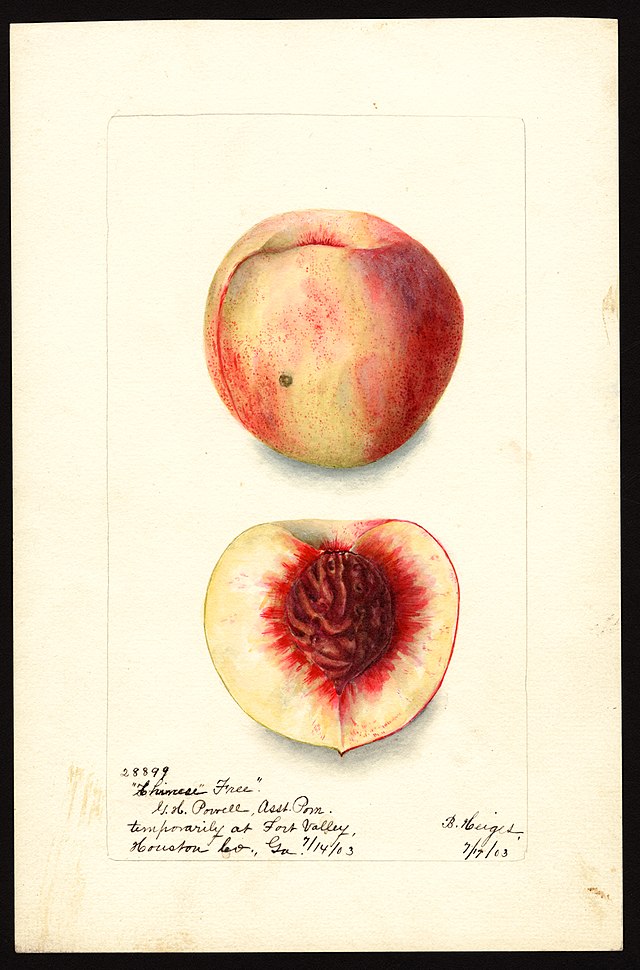 28899
"Chinese" Free".
G. H. Powell, Asst. Pom.
temporarily at Fort Valley,
Houston Co., Ga. 7/14/03
B. Heiges.
7/17/03